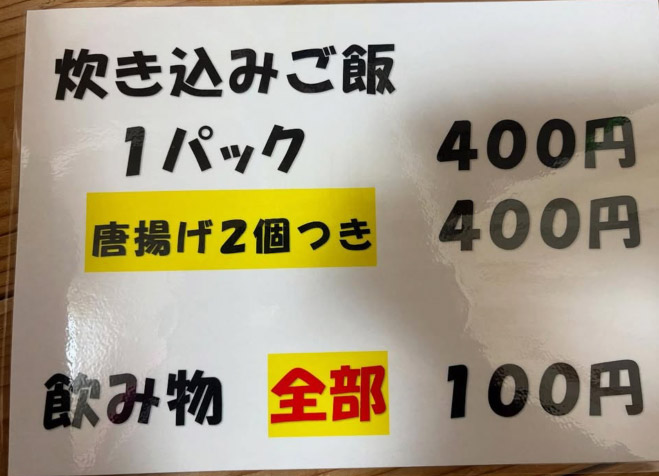 炊き込みご飯
1パック 400円
唐揚げ2個つき 400円
飲み物 全部 100円